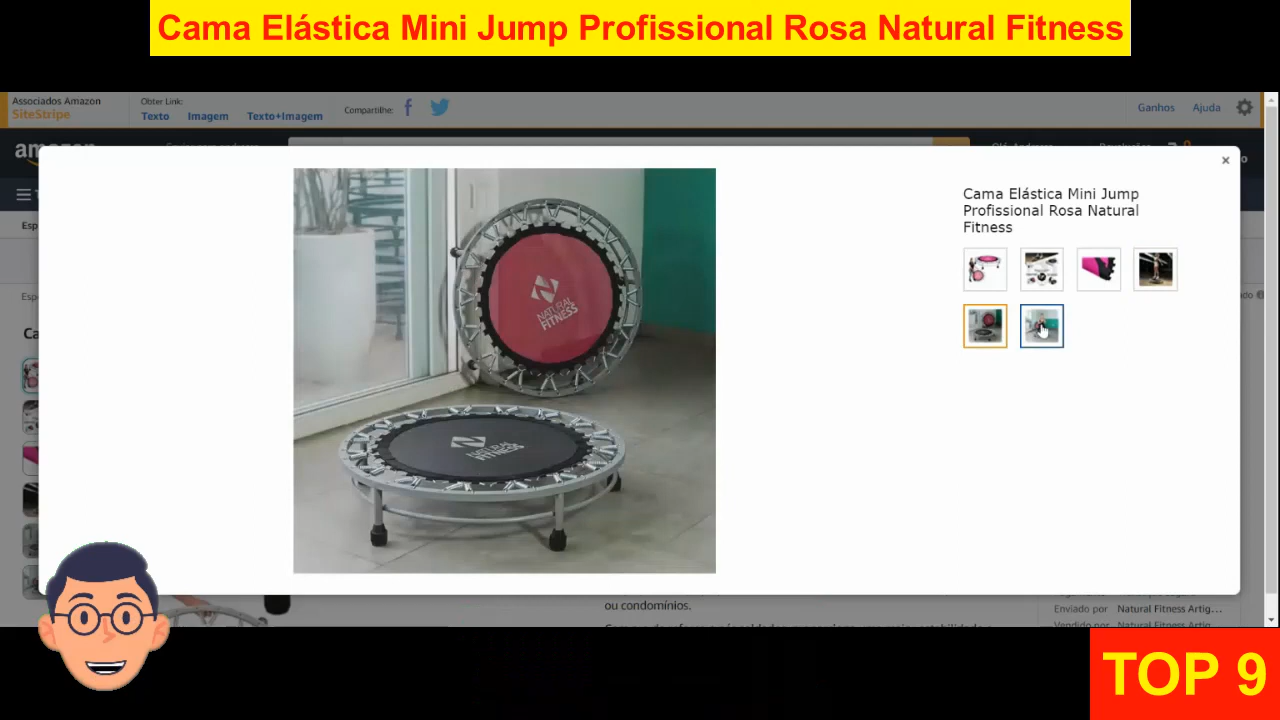 Cama Elástica Mini Jump Profissional Rosa Natural Fitness
Associados Amazon
SiteStripe
Obter Link:
Texto Imagem Texto+Imagem
Compartilhe:
Ganhos Ajuda
Cama Elástica Mini Jump
Profissional Rosa Natural
Fitness
NATURAL
FITNESS
NATURAL
FITNESS
ou condomínios.
Enviado por Natural Fitness Artig...
Vendido por Natural Fitness Artig...
TOP 9